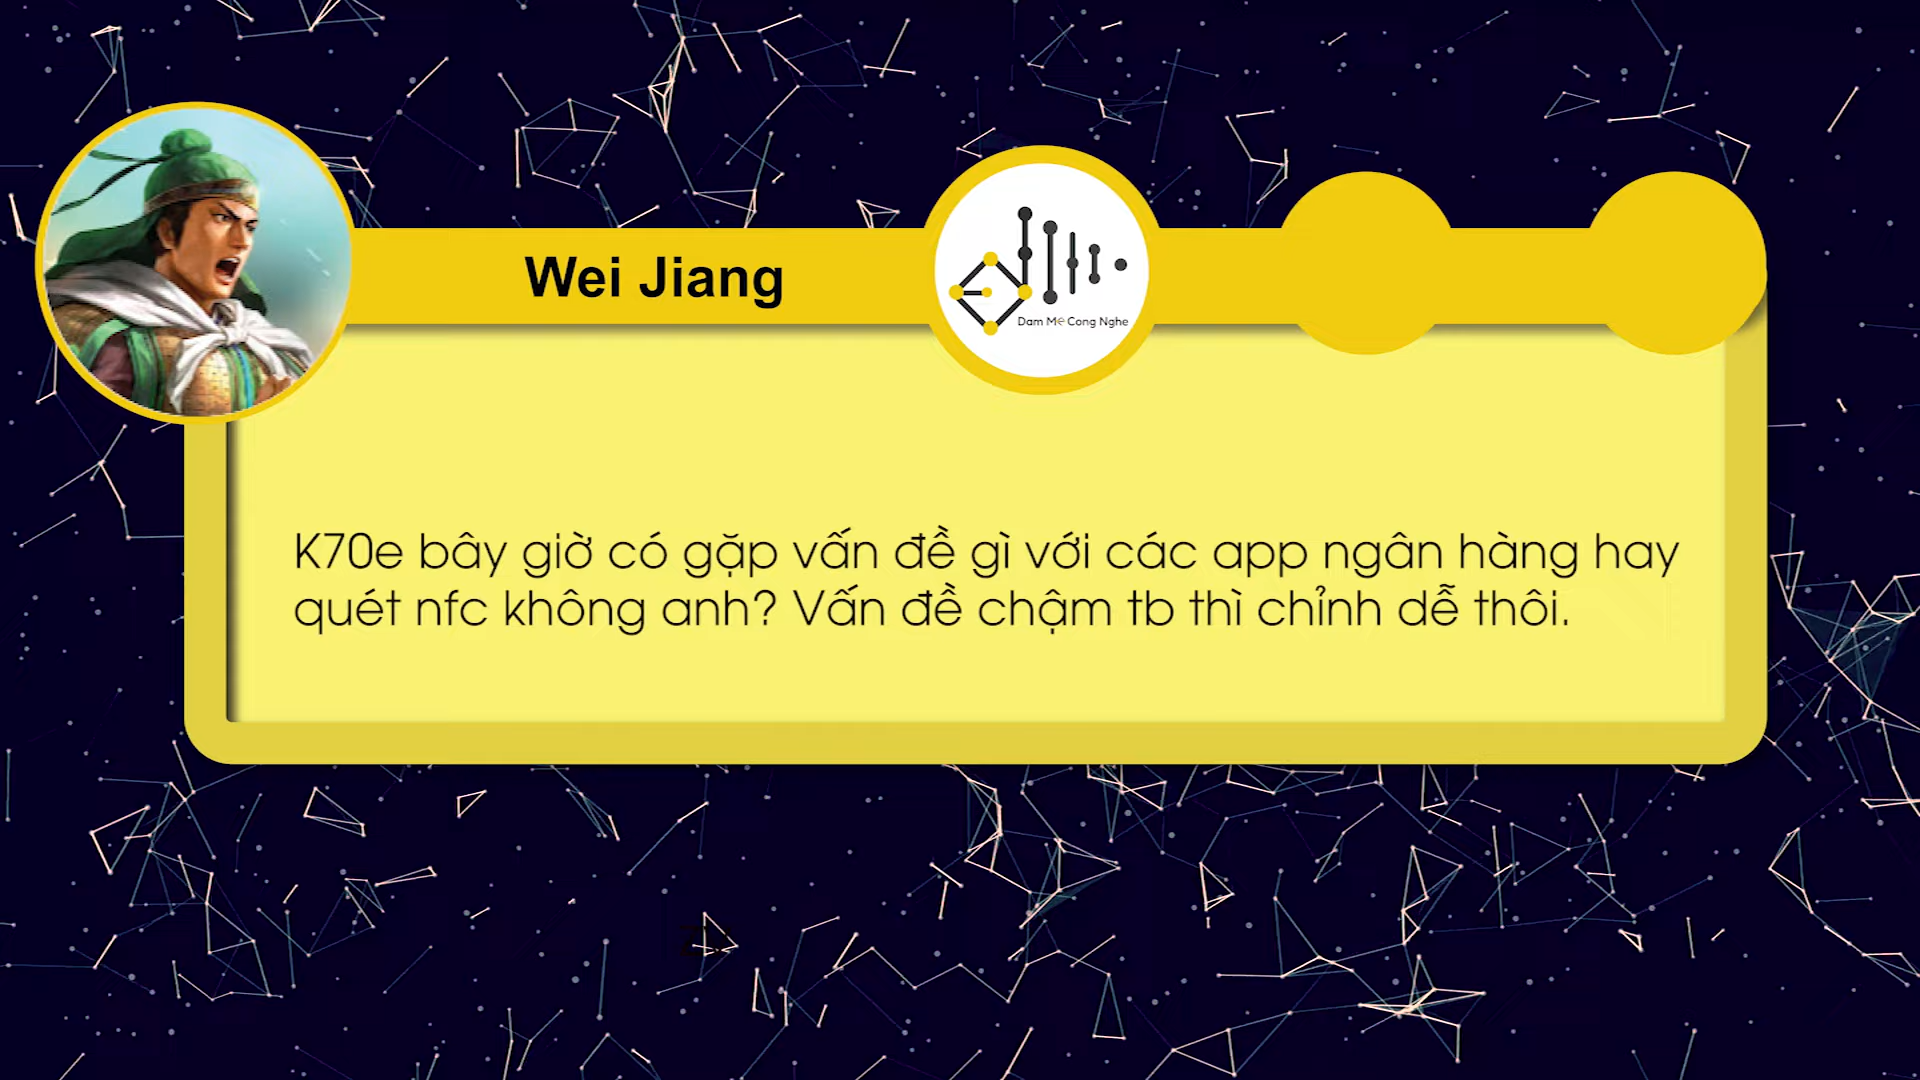 Wei Jiang
Dam Me Cong Nghe
K70e bây giờ có gặp vấn đề gì với các app ngân hàng hay
quét nfc không anh? Vấn đề chậm tb thì chỉnh dễ thôi.